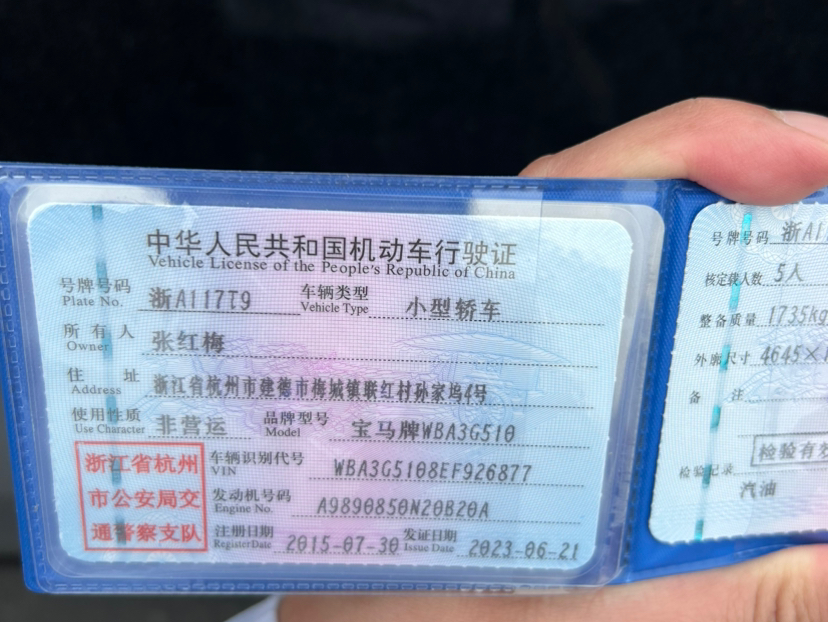 中华人民共和国机动车行驶证
Vehicle License of the People's Republic of China
号牌号码 浙A117T9 车辆类型 小型轿车
Plate No. Vehicle Type
所有人 张红梅
Owner
住址 浙江省杭州市建德市梅城镇联红村孙家坞4号
Address
使用性质 非营运 品牌型号 宝马牌WBA3G510
Use Character Model
浙江省杭州
市公安局交
通警察支队
车辆识别代号 WBA3G5108EF926877
VIN
发动机号码 A9890850N20B20A
Engine No.
注册日期 2015-07-30 发证日期 2023-06-21
Register Date Issue Date
号牌号码 浙A1
核定载人数 5人
整备质量 1735kg
外廓尺寸 4645×
备注
检验记录 检验有效
汽油